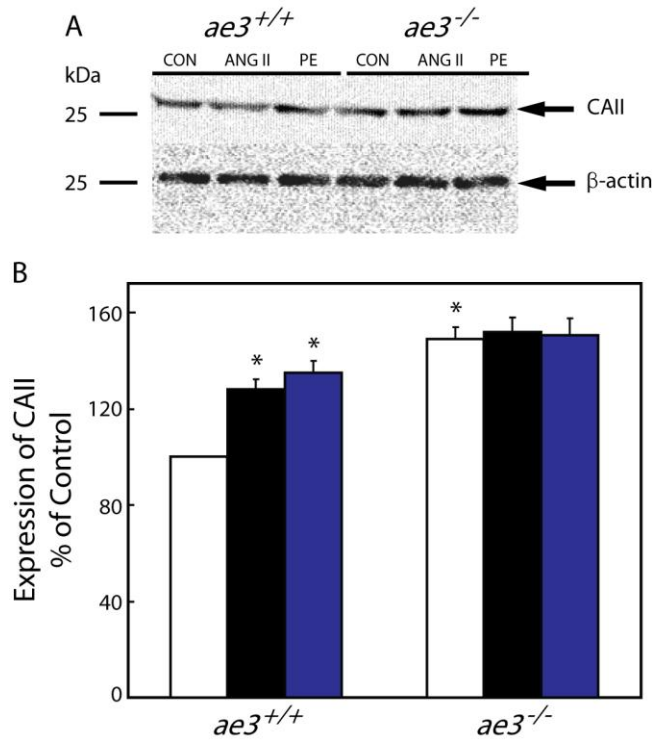 A
ae3+/+ ae3-/-
CON ANG II PE CON ANG II PE
kDa
25 CAII
25 β-actin
B
Expression of CAII
% of Control
160
120
80
40
0
* * *
ae3+/+ ae3-/-